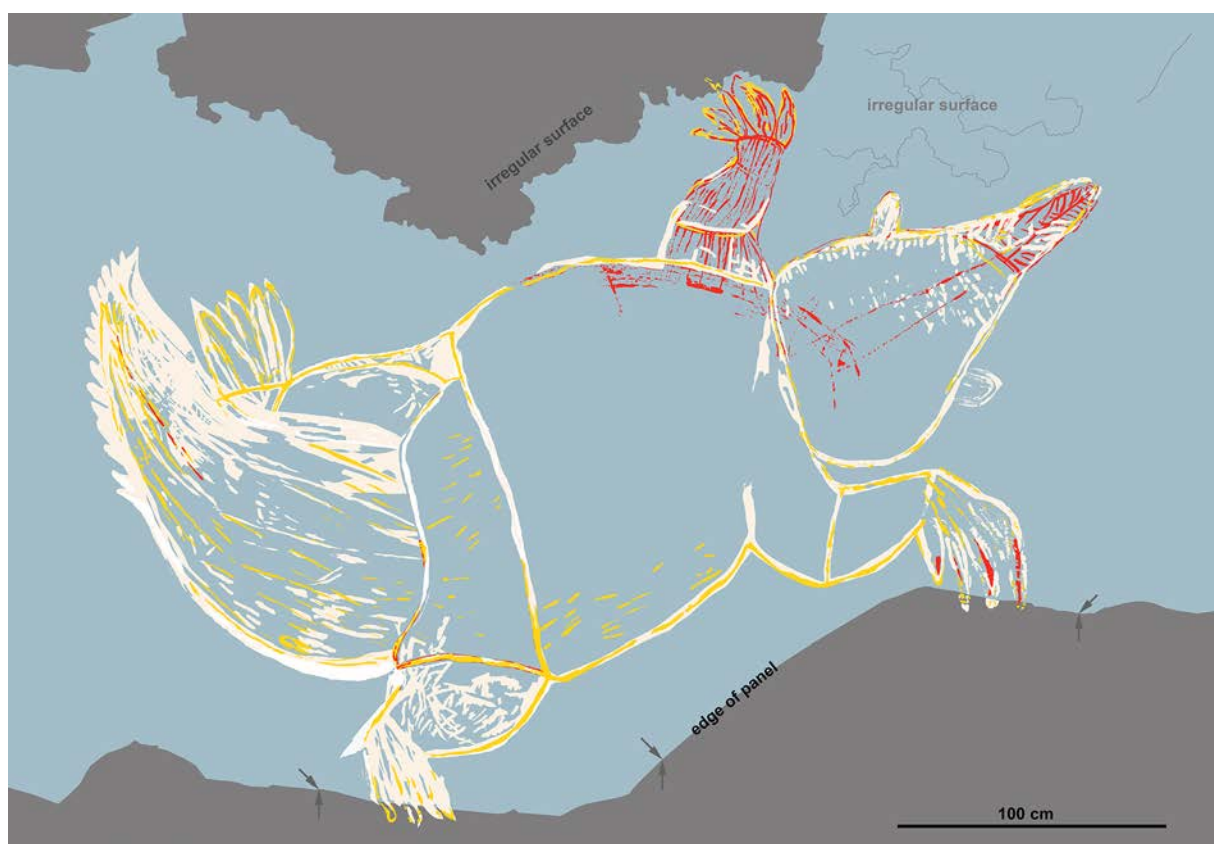 irregular surface
irregular surface
edge of panel
100 cm